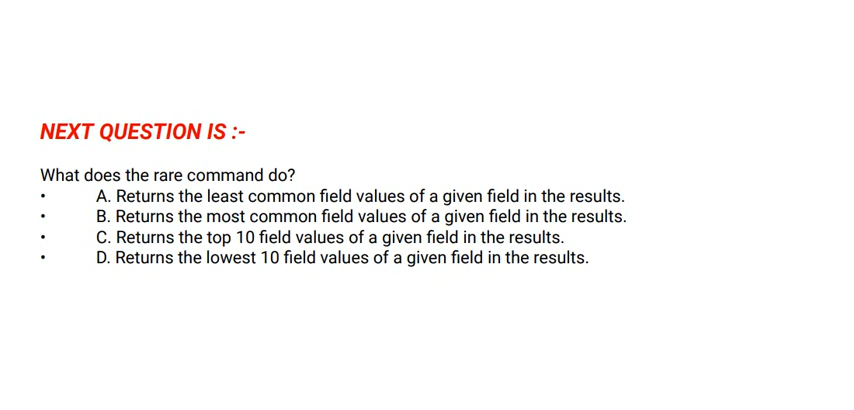 NEXT QUESTION IS :-
What does the rare command do?
• A. Returns the least common field values of a given field in the results.
• B. Returns the most common field values of a given field in the results.
• C. Returns the top 10 field values of a given field in the results.
• D. Returns the lowest 10 field values of a given field in the results.